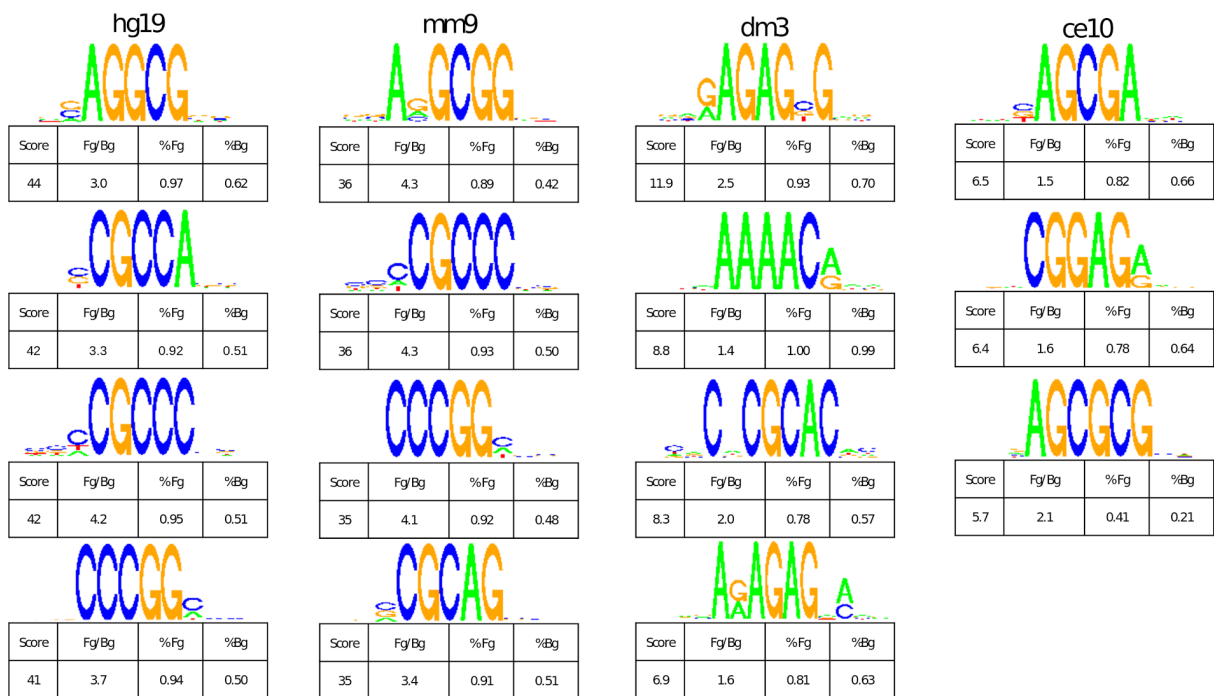 hg19 mm9 dm3 ce10
AGGCG A GCGG AGAG G AGCGA
Score Fg/Bg %Fg %Bg Score Fg/Bg %Fg %Bg Score Fg/Bg %Fg %Bg Score Fg/Bg %Fg %Bg
44 3.0 0.97 0.62 36 4.3 0.89 0.42 11.9 2.5 0.93 0.70 6.5 1.5 0.82 0.66
CGCCA CGCCC AAAAC CGGAG
Score Fg/Bg %Fg %Bg Score Fg/Bg %Fg %Bg Score Fg/Bg %Fg %Bg Score Fg/Bg %Fg %Bg
42 3.3 0.92 0.51 36 4.3 0.93 0.50 8.8 1.4 1.00 0.99 6.4 1.6 0.78 0.64
CGCCC CCCGG C CGCAC AGCGCG
Score Fg/Bg %Fg %Bg Score Fg/Bg %Fg %Bg Score Fg/Bg %Fg %Bg Score Fg/Bg %Fg %Bg
42 4.2 0.95 0.51 35 4.1 0.92 0.48 8.3 2.0 0.78 0.57 5.7 2.1 0.41 0.21
CCCGG CGCAG A AGAG
Score Fg/Bg %Fg %Bg Score Fg/Bg %Fg %Bg Score Fg/Bg %Fg %Bg
41 3.7 0.94 0.50 35 3.4 0.91 0.51 6.9 1.6 0.81 0.63